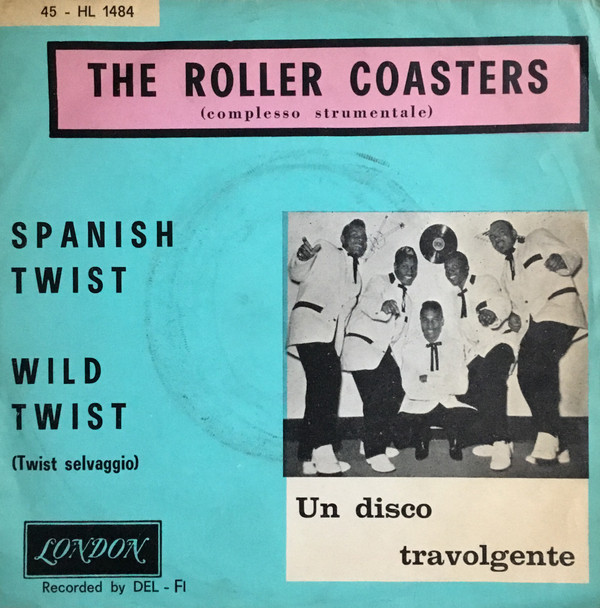 45 - HL 1484
THE ROLLER COASTERS
(complesso strumentale)
SPANISH
TWIST
WILD
TWIST
(Twist selvaggio)
Un disco
travolgente
LONDON
Recorded by DEL - FI